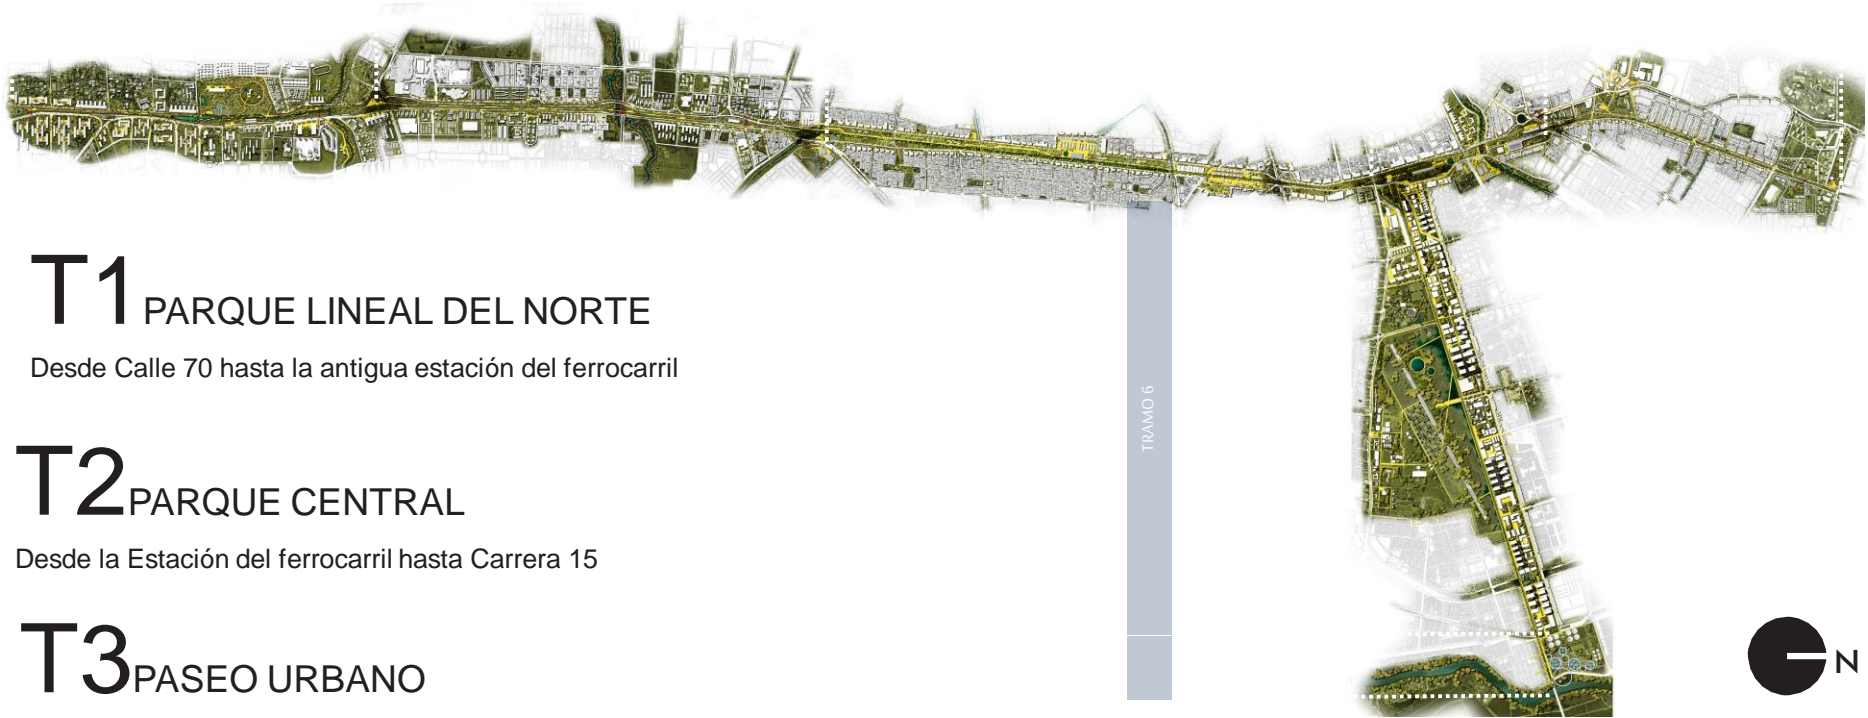 T1 PARQUE LINEAL DEL NORTE
Desde Calle 70 hasta la antigua estación del ferrocarril
T2 PARQUE CENTRAL
Desde la Estación del ferrocarril hasta Carrera 15
T3 PASEO URBANO
TRAMO 6
N